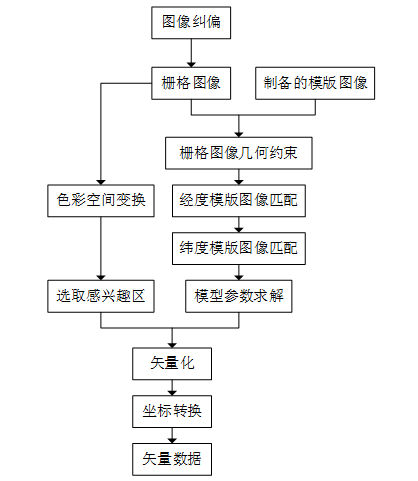 图像纠偏
栅格图像
制备的模版图像
栅格图像几何约束
色彩空间变换
经度模版图像匹配
纬度模版图像匹配
选取感兴趣区
模型参数求解
矢量化
坐标转换
矢量数据